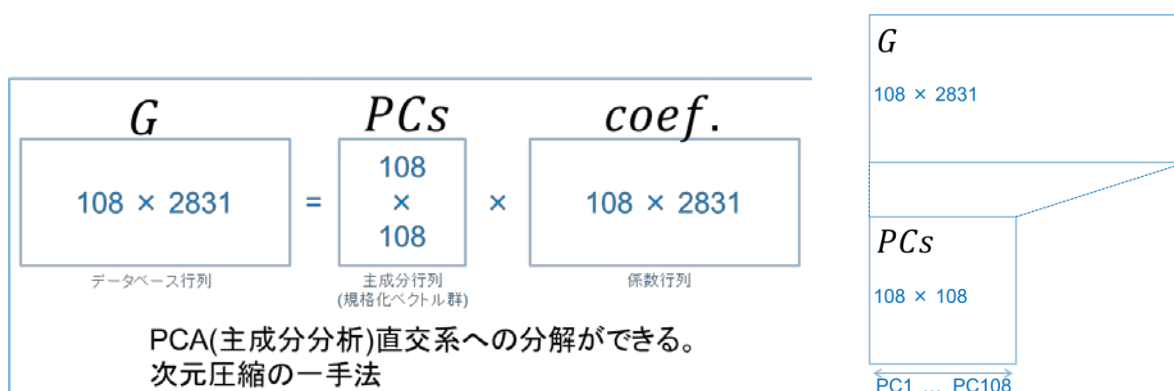 G
PCs
coef.
108 × 2831
=
108
×
108
×
108 × 2831
データベース行列
主成分行列
(規格化ベクトル群)
係数行列
PCA(主成分分析)直交系への分解ができる。
次元圧縮の一手法
G
108 × 2831
PCs
108 × 108
PC1 ... PC108